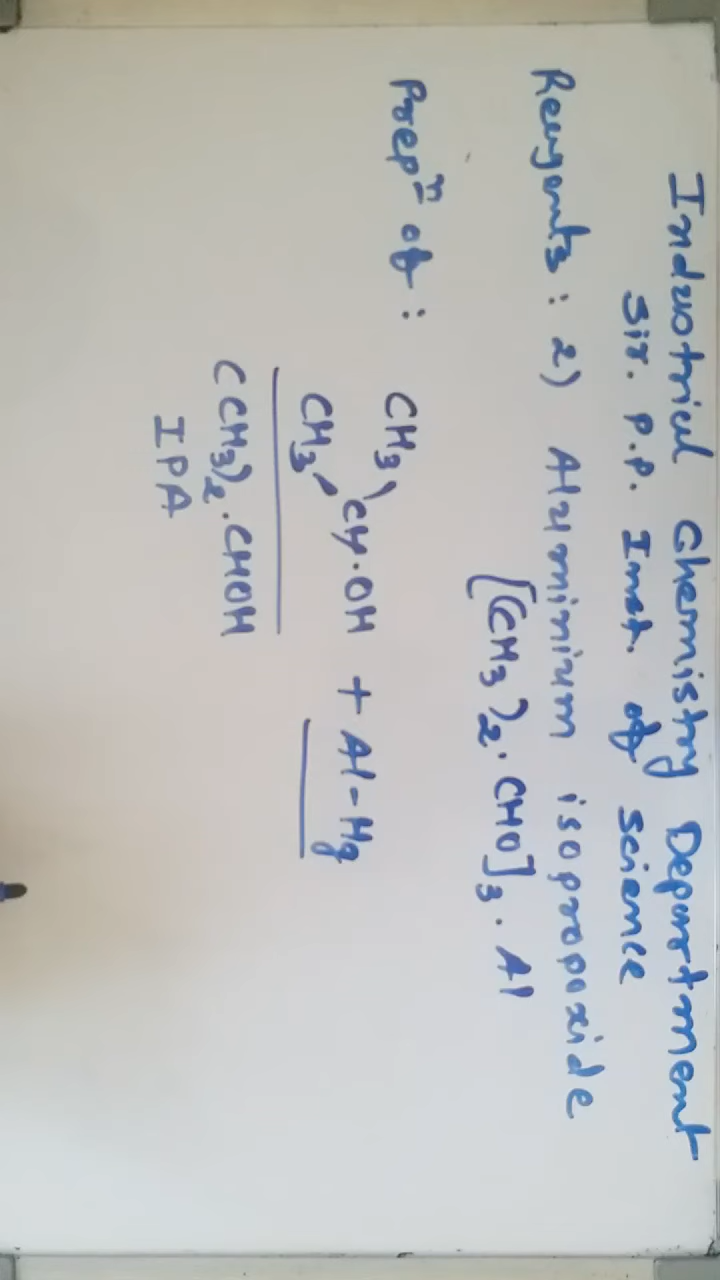 Industrial Chemistry Department
Sir. P.P. Inst. of Science
Reagents : 2) Aluminium isopropoxide
[(CH3)2.CHO]3.Al
Prepn of :
CH3
CH.OH + Al-Hg
CH3
(CH3)2.CHOH
IPA